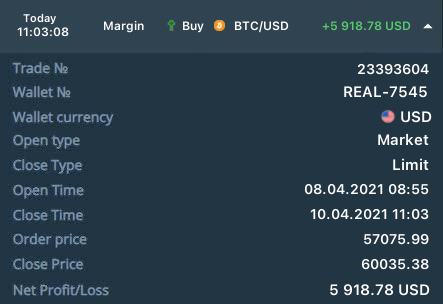 Today
11:03:08 Margin Buy BTC/USD +5 918.78 USD
Trade № 23393604
Wallet № REAL-7545
Wallet currency USD
Open type Market
Close Type Limit
Open Time 08.04.2021 08:55
Close Time 10.04.2021 11:03
Order price 57075.99
Close Price 60035.38
Net Profit/Loss 5 918.78 USD